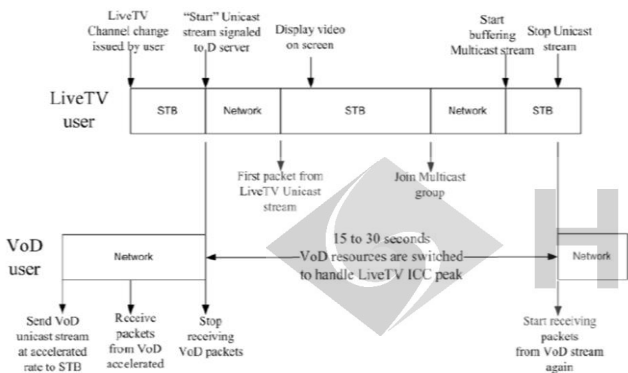 LiveTV
Channel change
issued by user
“Start” Unicast
stream signaled
to D server
Display video
on screen
Start
buffering
Multicast stream
Stop Unicast
stream
LiveTV
user
STB
Network
STB
Network
STB
First packet from
LiveTV Unicast
stream
Join Multicast
group
VoD
user
Network
15 to 30 seconds
VoD resources are switched
to handle LiveTV ICC peak
Network
Send VoD
unicast stream
at accelerated
rate to STB
Receive
packets
from VoD
accelerated
Stop
receiving
VoD packets
Start receiving
packets
from VoD stream
again
H